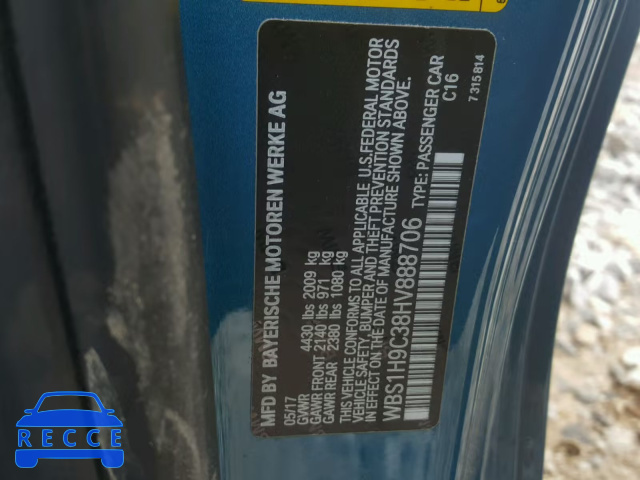 MFD BY BAYERISCHE MOTOREN WERKE AG
05/17
GVWR 4430 lbs 2009 kg
GAWR FRONT 2140 lbs 971 kg
GAWR REAR 2380 lbs 1080 kg
THIS VEHICLE CONFORMS TO ALL APPLICABLE U.S.FEDERAL MOTOR
VEHICLE SAFETY, BUMPER AND THEFT PREVENTION STANDARDS
IN EFFECT ON THE DATE OF MANUFACTURE SHOWN ABOVE.
WBS1H9C38HV888706 TYPE: PASSENGER CAR
C16
7 315 814
RECCE